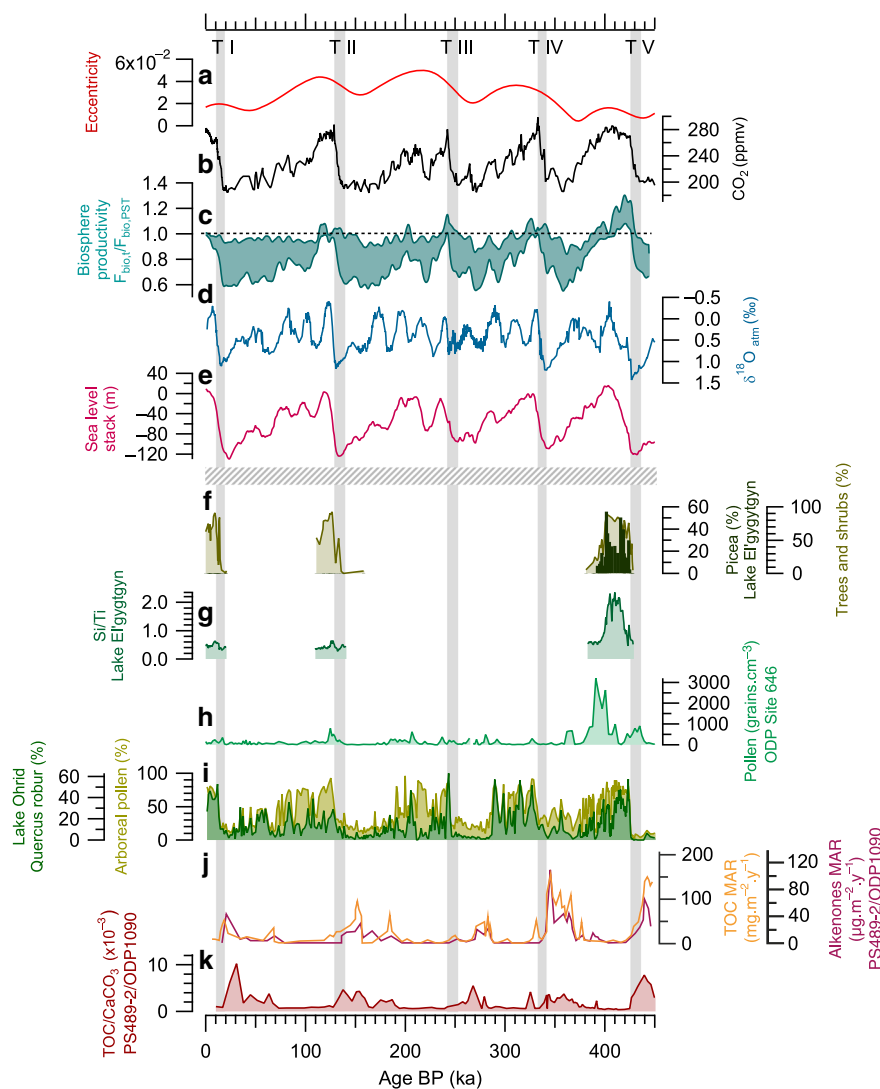 T I T II T III T IV T V
a
Eccentricity
6x10⁻²
4
2
0
b
280
240
200
CO₂ (ppmv)
c
Biosphere
productivity
F bio,t/F bio,PST
1.4
1.2
1.0
0.8
0.6
d
−0.5
0.0
0.5
1.0
1.5
δ¹⁸O atm (‰)
e
Sea level
stack (m)
40
0
−40
−80
−120
f
60
40
20
0
Picea (%)
Lake El'gygytgyn
100
50
0
Trees and shrubs (%)
g
Si/Ti
Lake El'gygtgyn
2.0
1.0
0.0
h
3000
2000
1000
0
Pollen (grains.cm⁻³)
ODP Site 646
i
Lake Ohrid
Quercus robur (%)
60
40
20
0
Arboreal pollen (%)
100
50
0
j
200
100
0
TOC MAR
(mg.m⁻².y⁻¹)
120
80
40
0
Alkenones MAR
(µg.m⁻².y⁻¹)
PS489-2/ODP1090
k
TOC/CaCO₃ (x10⁻³)
PS489-2/ODP1090
10
0
0 100 200 300 400
Age BP (ka)